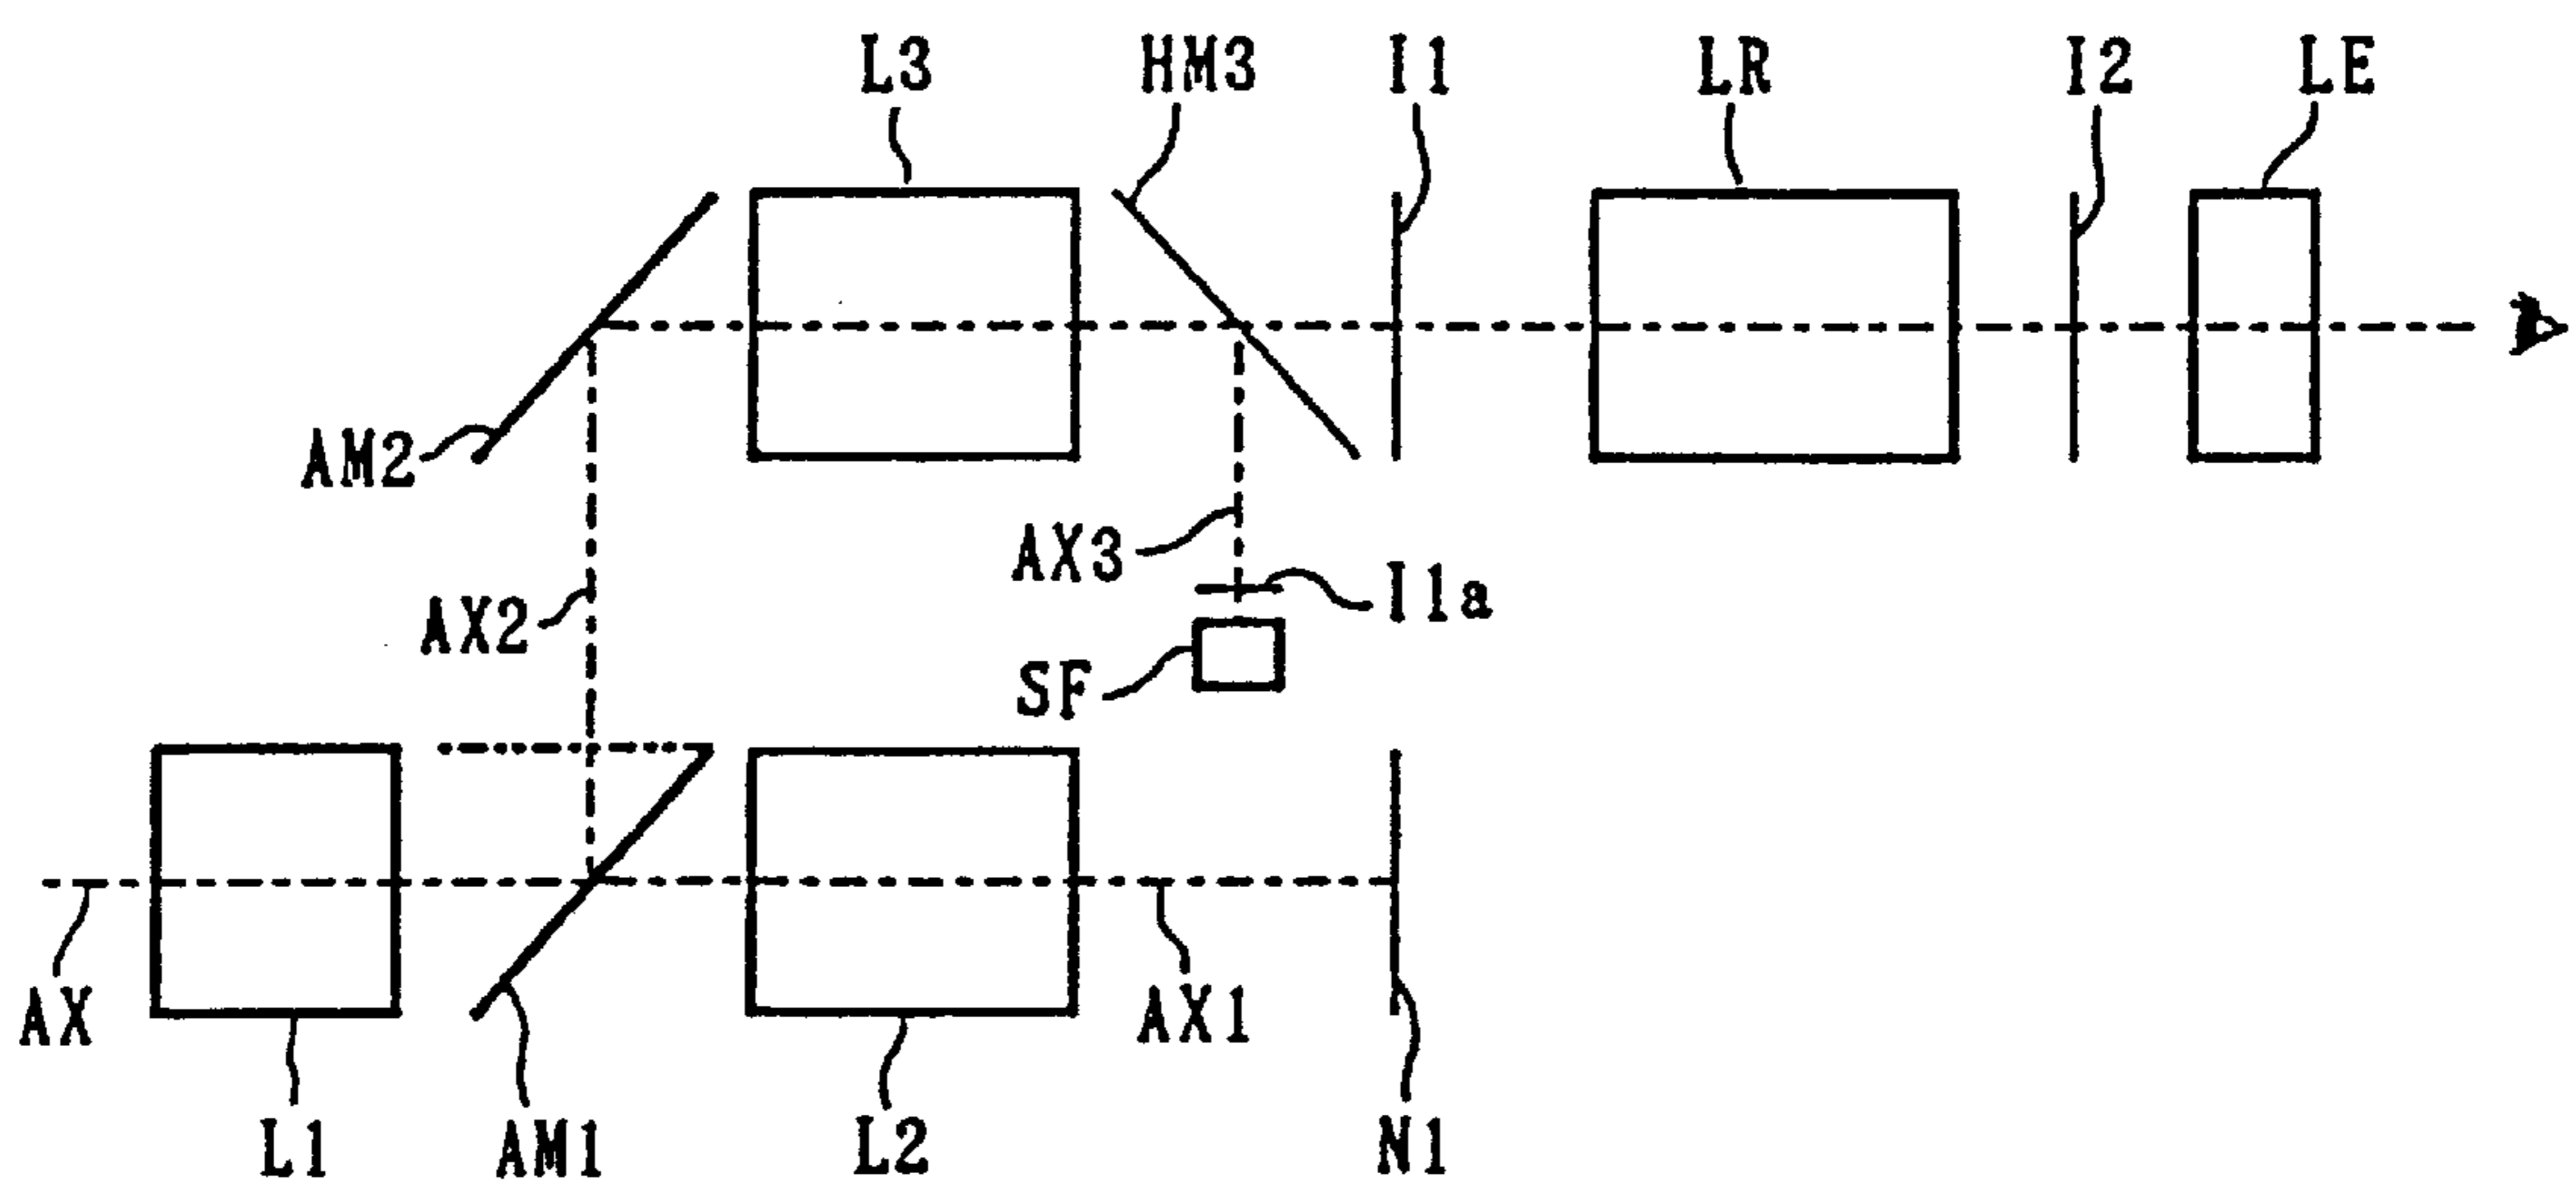 L3 HM3 I1 LR I2 LE
AM2
AX3
I1a
AX2
SF
AX
AX1
L1 AM1 L2 N1